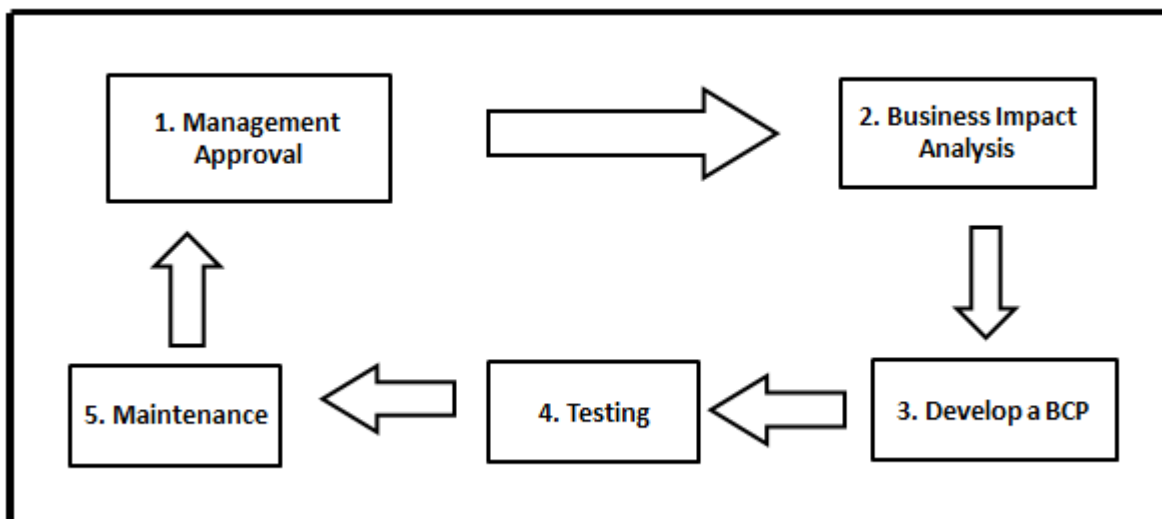 1. Management
Approval
2. Business Impact
Analysis
3. Develop a BCP
4. Testing
5. Maintenance